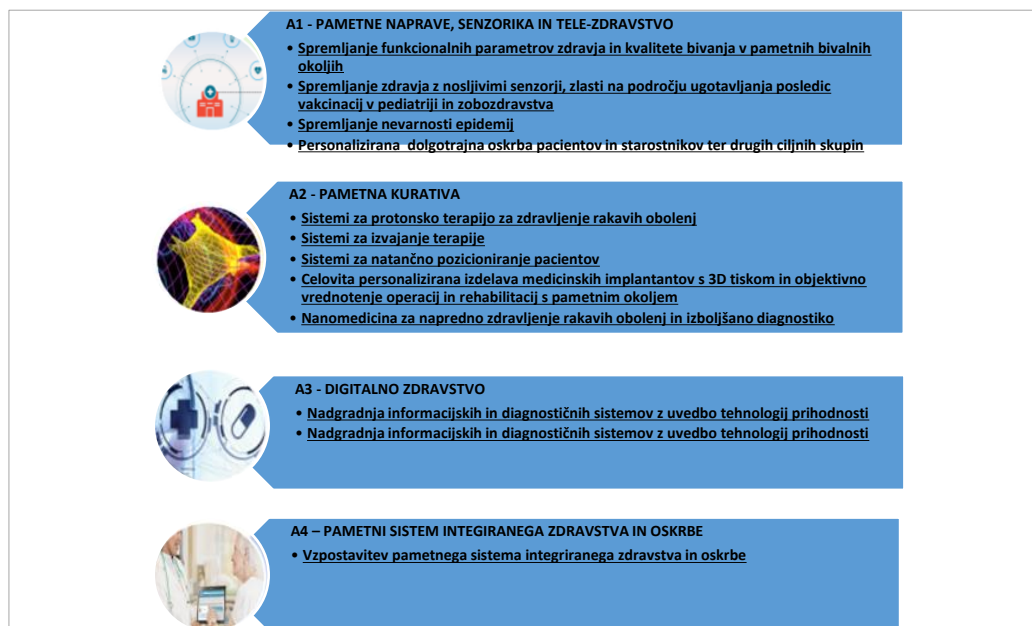 A1 - PAMETNE NAPRAVE, SENZORIKA IN TELE-ZDRAVSTVO
• Spremljanje funkcionalnih parametrov zdravja in kvalitete bivanja v pametnih bivalnih
okoljih
• Spremljanje zdravja z nosljivimi senzorji, zlasti na področju ugotavljanja posledic
vakcinacij v pediatriji in zobozdravstva
• Spremljanje nevarnosti epidemij
• Personalizirana dolgotrajna oskrba pacientov in starostnikov ter drugih ciljnih skupin
A2 - PAMETNA KURATIVA
• Sistemi za protonsko terapijo za zdravljenje rakavih obolenj
• Sistemi za izvajanje terapije
• Sistemi za natančno pozicioniranje pacientov
• Celovita personalizirana izdelava medicinskih implantantov s 3D tiskom in objektivno
vrednotenje operacij in rehabilitacij s pametnim okoljem
• Nanomedicina za napredno zdravljenje rakavih obolenj in izboljšano diagnostiko
A3 - DIGITALNO ZDRAVSTVO
• Nadgradnja informacijskih in diagnostičnih sistemov z uvedbo tehnologij prihodnosti
• Nadgradnja informacijskih in diagnostičnih sistemov z uvedbo tehnologij prihodnosti
A4 – PAMETNI SISTEM INTEGIRANEGA ZDRAVSTVA IN OSKRBE
• Vzpostavitev pametnega sistema integriranega zdravstva in oskrbe